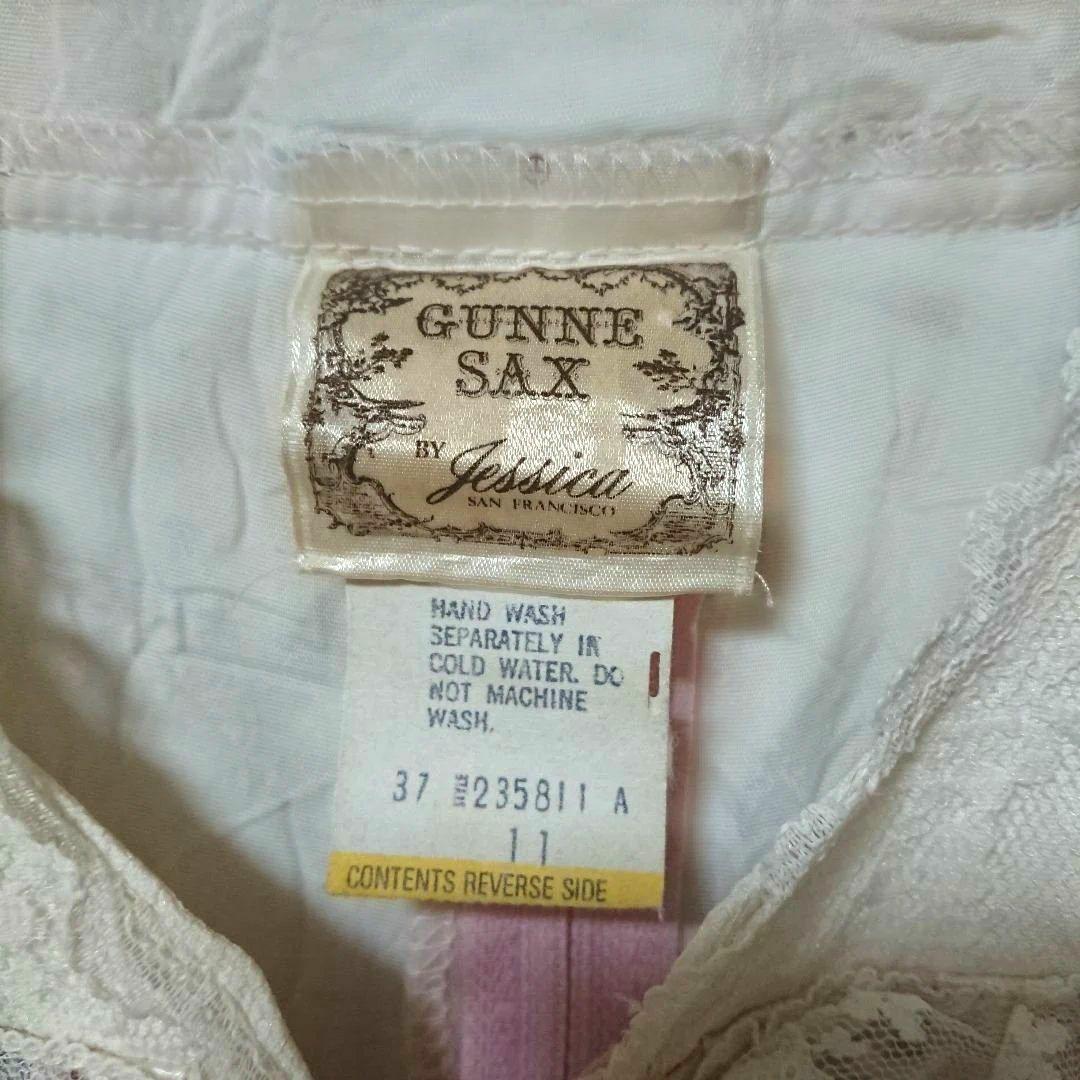 GUNNE
SAX
BY Jessica
SAN FRANCISCO
HAND WASH
SEPARATELY IN
COLD WATER. DO
NOT MACHINE
WASH.
37 STYLE 235811 A
11
CONTENTS REVERSE SIDE